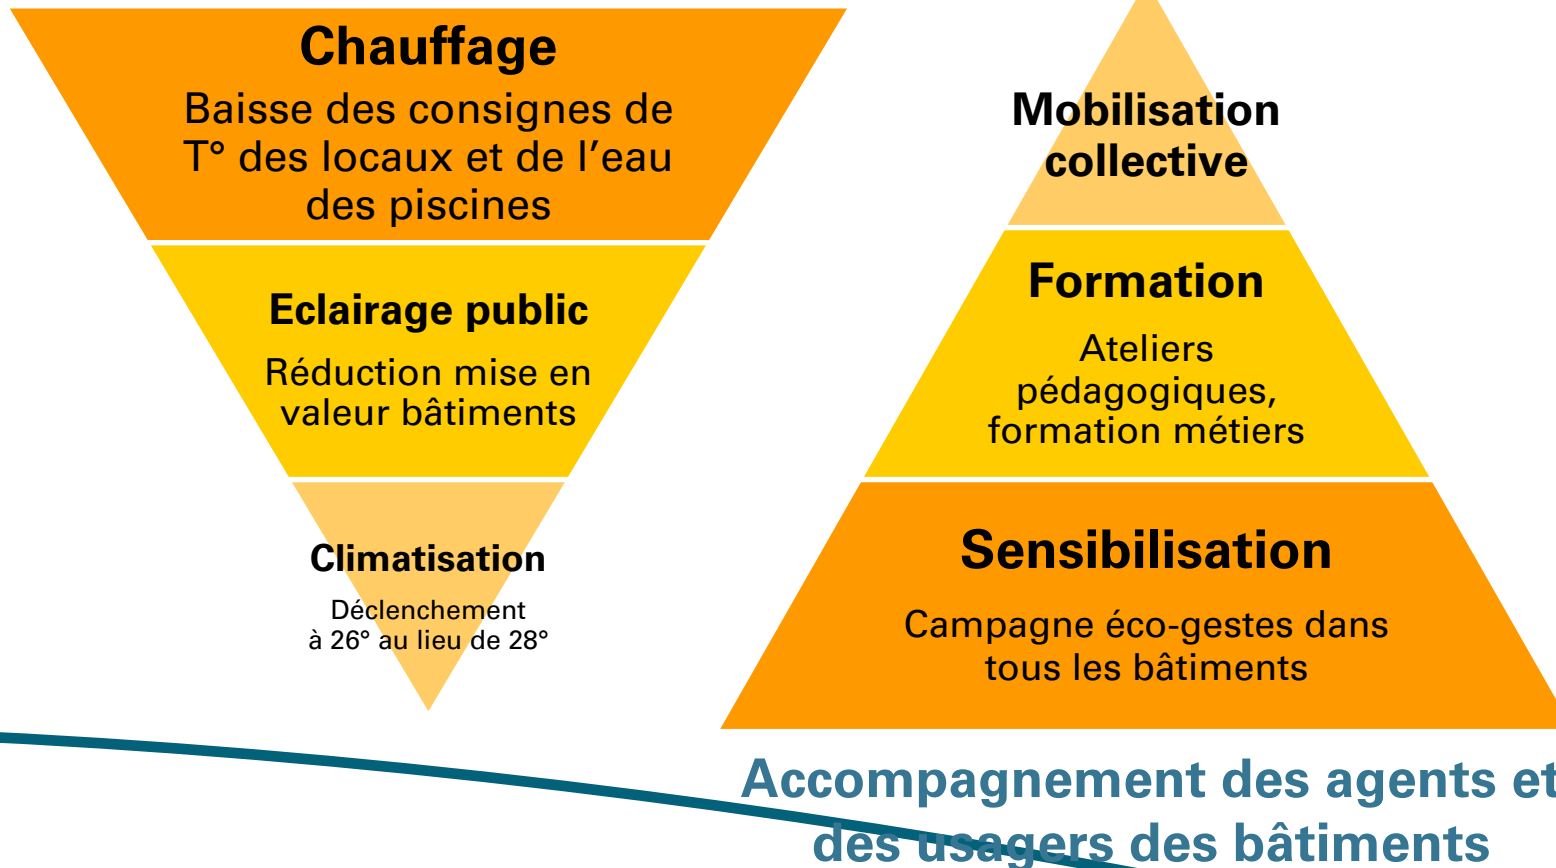 Chauffage
Baisse des consignes de
T° des locaux et de l’eau
des piscines
Eclairage public
Réduction mise en
valeur bâtiments
Climatisation
Déclenchement
à 26° au lieu de 28°
Mobilisation
collective
Formation
Ateliers
pédagogiques,
formation métiers
Sensibilisation
Campagne éco-gestes dans
tous les bâtiments
Accompagnement des agents et
des usagers des bâtiments